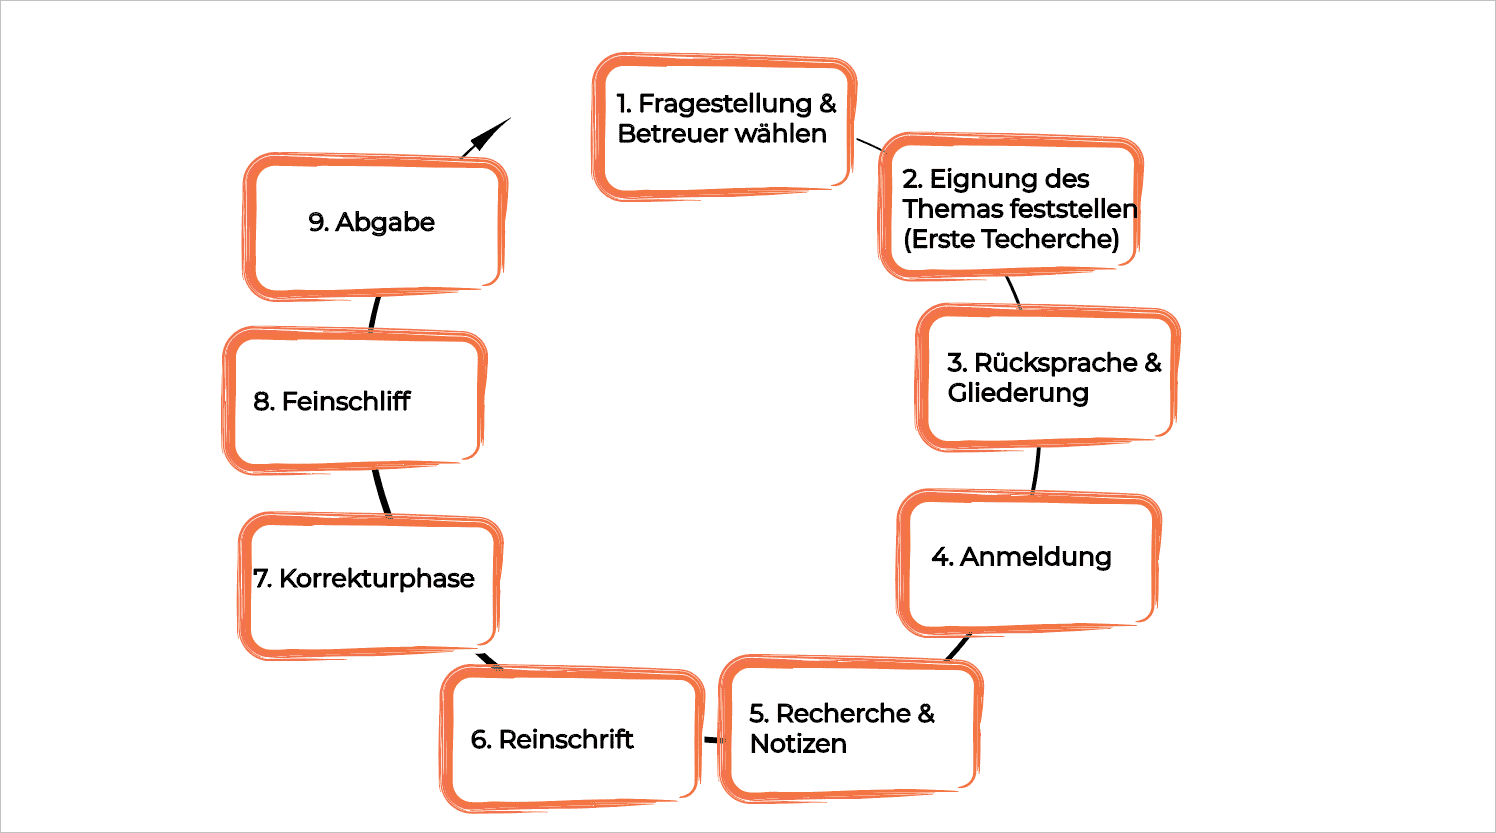 1. Fragestellung &
Betreuer wählen
2. Eignung des
Themas feststellen
(Erste Techerche)
3. Rücksprache &
Gliederung
4. Anmeldung
5. Recherche &
Notizen
6. Reinschrift
7. Korrekturphase
8. Feinschliff
9. Abgabe